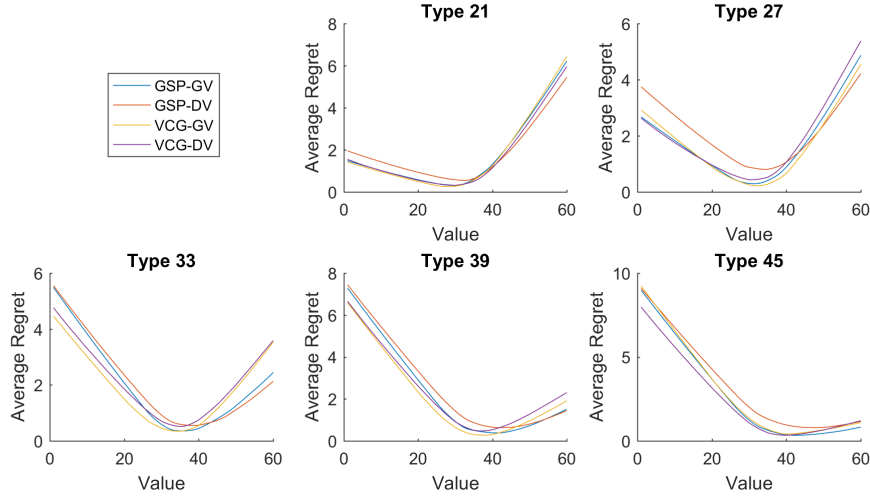 Type 21
Type 27
GSP-GV
GSP-DV
VCG-GV
VCG-DV
Average Regret
8
6
4
2
0
0 20 40 60
Value
Average Regret
6
4
2
0
0 20 40 60
Value
Type 33
Average Regret
6
4
2
0
0 20 40 60
Value
Type 39
Average Regret
8
6
4
2
0
0 20 40 60
Value
Type 45
Average Regret
10
5
0
0 20 40 60
Value